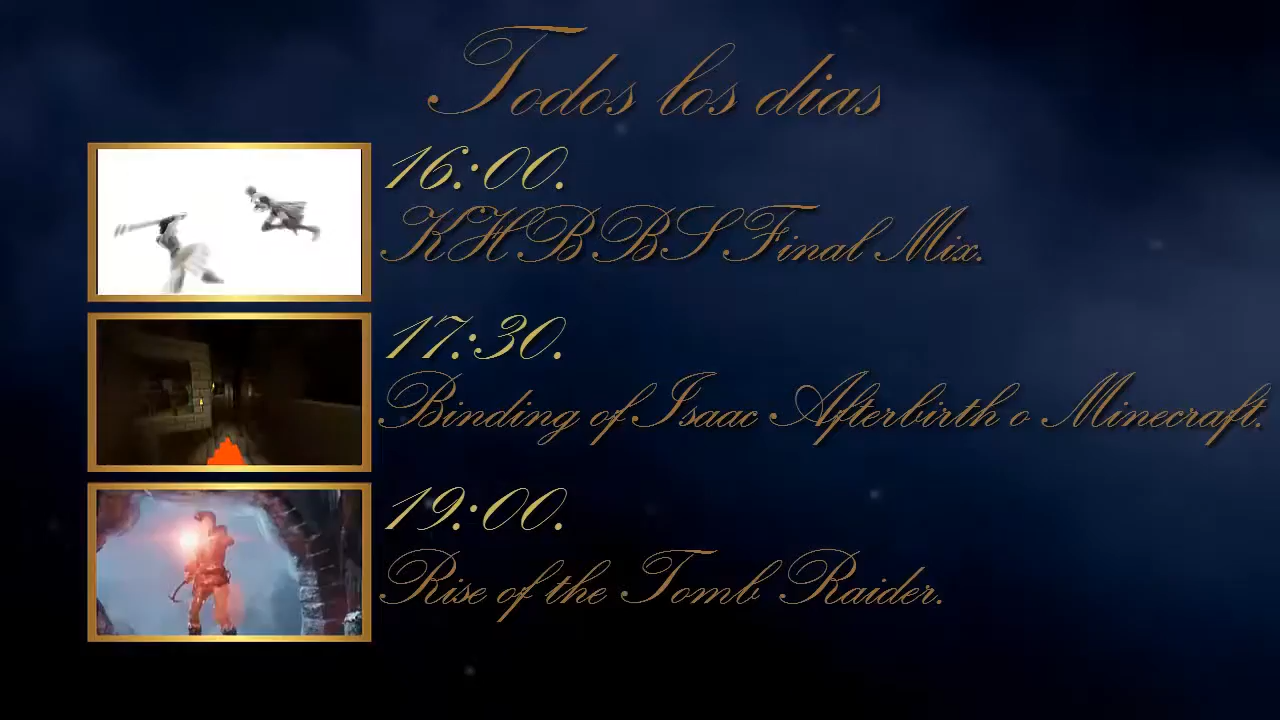 Todos los dias
16:00.
KHBBS Final Mix.
17:30.
Binding of Isaac Afterbirth o Minecraft.
19:00.
Rise of the Tomb Raider.